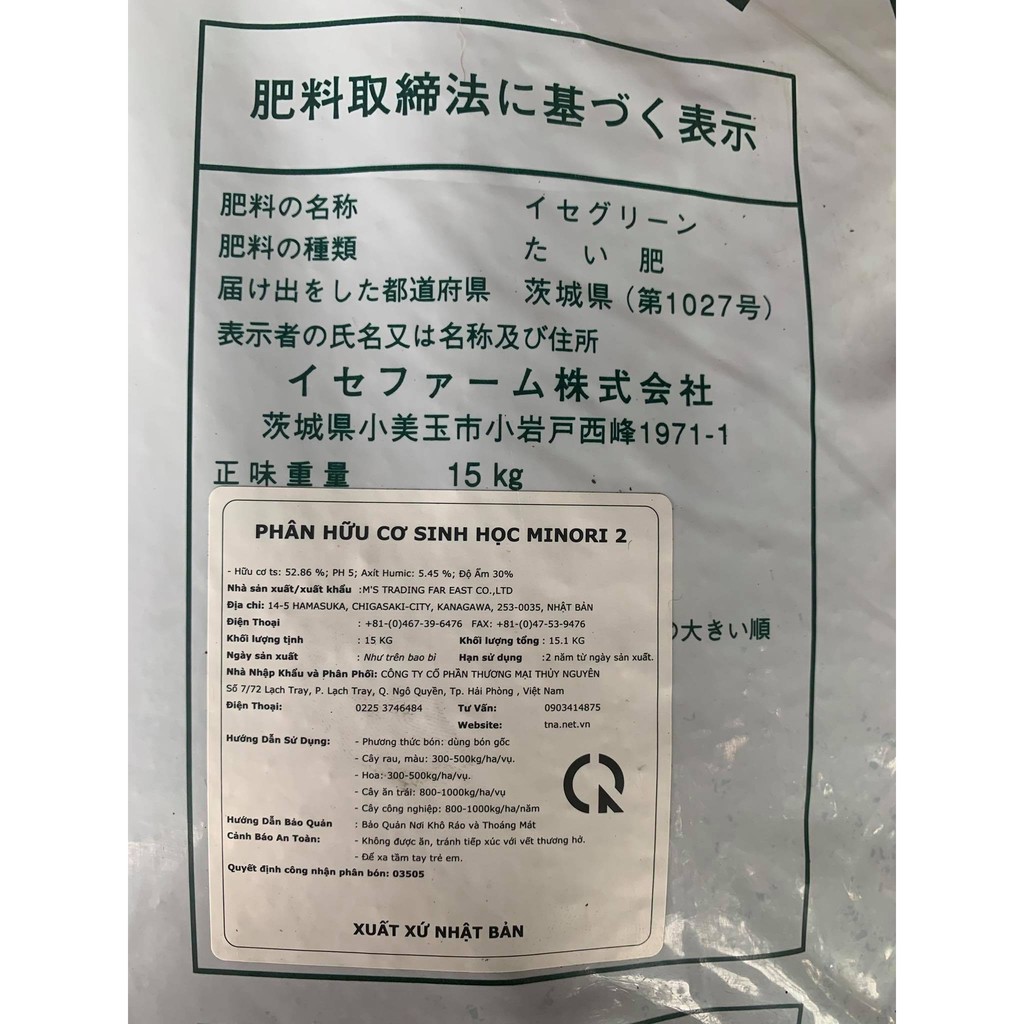 肥料取締法に基づく表示
肥料の名称 イセグリーン
肥料の種類 たい肥
届け出をした都道府県 茨城県（第1027号）
表示者の氏名又は名称及び住所
イセファーム株式会社
茨城県小美玉市小岩戸西峰1971-1
正味重量 15 kg
の大きい順
PHÂN HỮU CƠ SINH HỌC MINORI 2
- Hữu cơ ts: 52.86 %; PH 5; Axít Humic: 5.45 %; Độ Ẩm 30%
Nhà sản xuất/xuất khẩu :M'S TRADING FAR EAST CO.,LTD
Địa chỉ: 14-5 HAMASUKA, CHIGASAKI-CITY, KANAGAWA, 253-0035, NHẬT BẢN
Điện Thoại : +81-(0)467-39-6476 FAX: +81-(0)47-53-9476
Khối lượng tịnh : 15 KG Khối lượng tổng : 15.1 KG
Ngày sản xuất : Như trên bao bì Hạn sử dụng :2 năm từ ngày sản xuất.
Nhà Nhập Khẩu và Phân Phối: CÔNG TY CỔ PHẦN THƯƠNG MẠI THỦY NGUYÊN
Số 7/72 Lạch Tray, P. Lạch Tray, Q. Ngô Quyền, Tp. Hải Phòng , Việt Nam
Điện Thoại: 0225 3746484 Tư Vấn: 0903414875
Website: tna.net.vn
Hướng Dẫn Sử Dụng: - Phương thức bón: dùng bón gốc
- Cây rau, màu: 300-500kg/ha/vụ.
- Hoa: 300-500kg/ha/vụ.
- Cây ăn trái: 800-1000kg/ha/vụ
- Cây công nghiệp: 800-1000kg/ha/năm
Hướng Dẫn Bảo Quản : Bảo Quản Nơi Khô Ráo và Thoáng Mát
Cảnh Báo An Toàn: - Không được ăn, tránh tiếp xúc với vết thương hở.
- Để xa tầm tay trẻ em.
Quyết định công nhận phân bón: 03505
XUẤT XỨ NHẬT BẢN